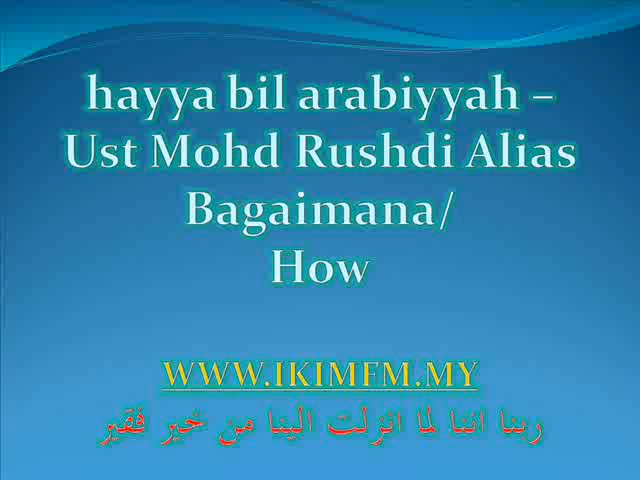 hayya bil arabiyyah –
Ust Mohd Rushdi Alias
Bagaimana/
How
WWW.IKIMFM.MY
ربنا اننا لما انزلت الينا من خير فقير